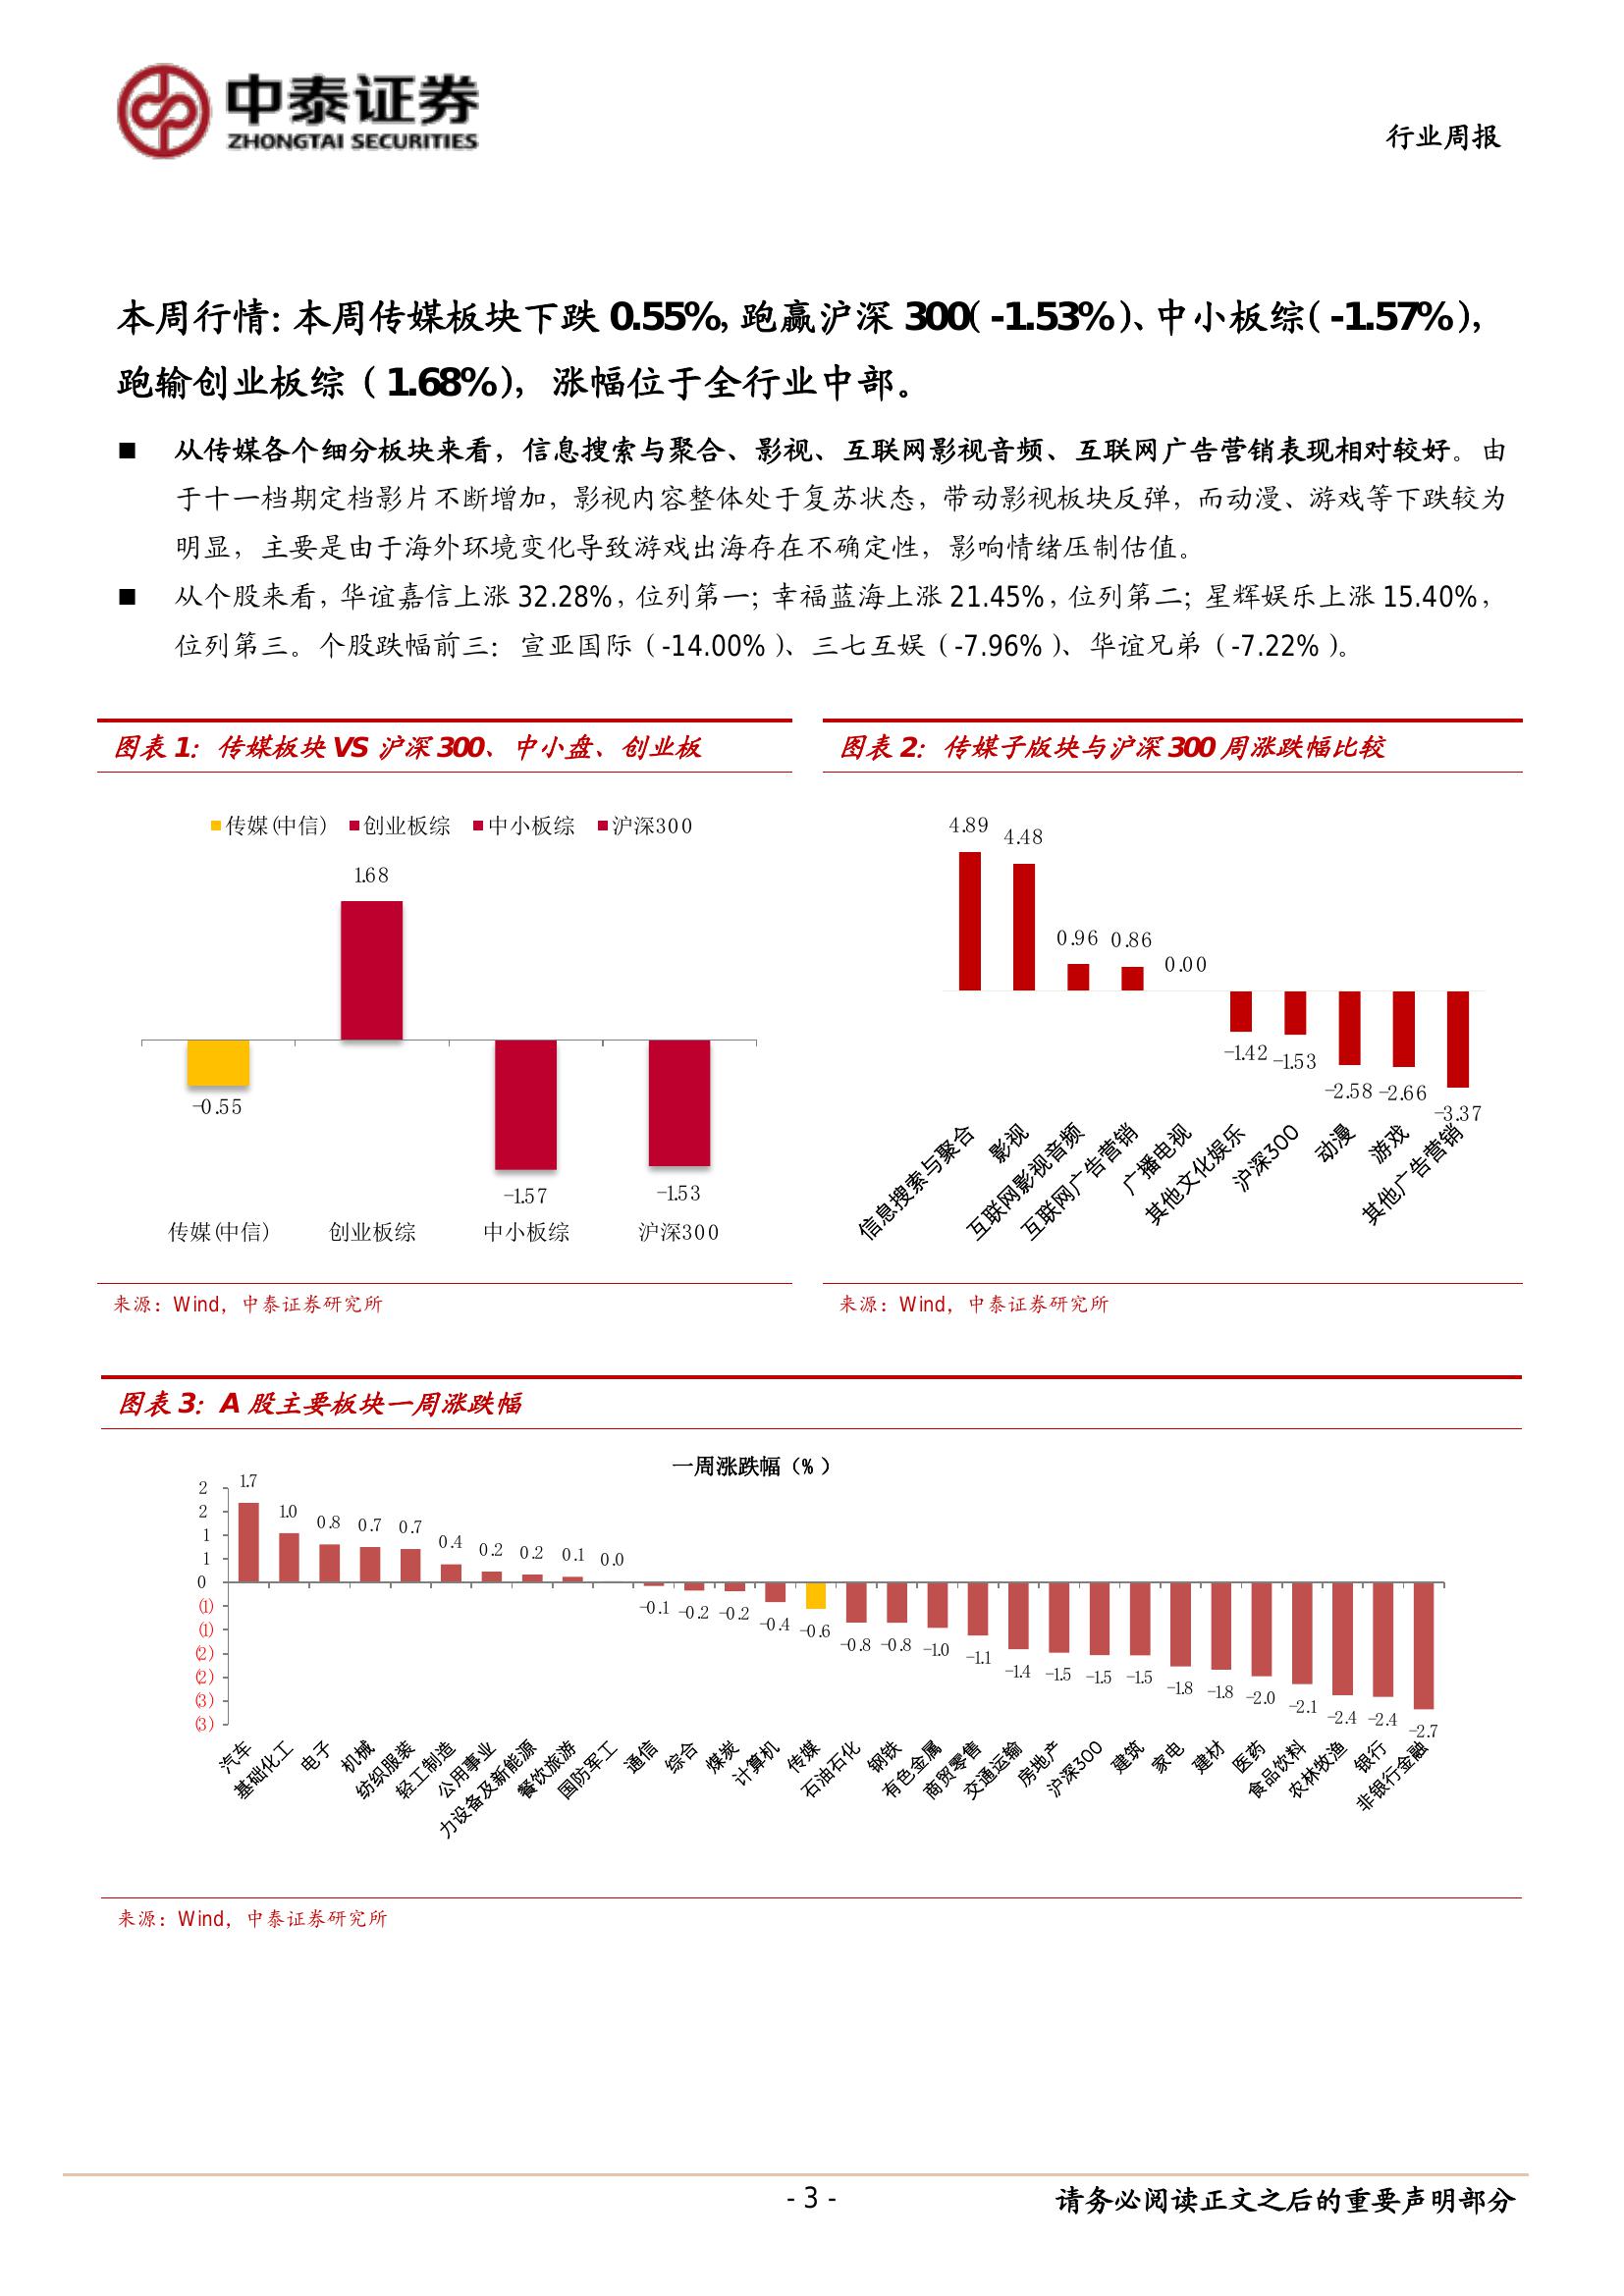 中泰证券
ZHONGTAI SECURITIES
行业周报
本周行情：本周传媒板块下跌 0.55%，跑赢沪深 300（-1.53%）、中小板综（-1.57%），
跑输创业板综（1.68%），涨幅位于全行业中部。
■ 从传媒各个细分板块来看，信息搜索与聚合、影视、互联网影视音频、互联网广告营销表现相对较好。由
于十一档期定档影片不断增加，影视内容整体处于复苏状态，带动影视板块反弹，而动漫、游戏等下跌较为
明显，主要是由于海外环境变化导致游戏出海存在不确定性，影响情绪压制估值。
■ 从个股来看，华谊嘉信上涨 32.28%，位列第一；幸福蓝海上涨 21.45%，位列第二；星辉娱乐上涨 15.40%，
位列第三。个股跌幅前三：宣亚国际（-14.00%）、三七互娱（-7.96%）、华谊兄弟（-7.22%）。
图表 1：传媒板块 VS 沪深 300、中小盘、创业板
传媒(中信) 创业板综 中小板综 沪深300
1.68
-0.55
-1.57
-1.53
传媒(中信) 创业板综 中小板综 沪深300
来源：Wind，中泰证券研究所
图表 2：传媒子版块与沪深 300 周涨跌幅比较
4.89 4.48 0.96 0.86 0.00 -1.42 -1.53 -2.58 -2.66 -3.37
信息搜索与聚合 影视 互联网影视音频 互联网广告营销 广播电视 其他文化娱乐 沪深300 动漫 游戏 其他广告营销
来源：Wind，中泰证券研究所
图表 3：A 股主要板块一周涨跌幅
一周涨跌幅（%）
2
2
1
1
0
(1)
(1)
(2)
(2)
(3)
(3)
1.7 1.0 0.8 0.7 0.7 0.4 0.2 0.2 0.1 0.0 -0.1 -0.2 -0.2 -0.4 -0.6 -0.8 -0.8 -1.0 -1.1 -1.4 -1.5 -1.5 -1.5 -1.8 -1.8 -2.0 -2.1 -2.4 -2.4 -2.7
汽车 基础化工 电子 机械 纺织服装 轻工制造 公用事业 力设备及新能源 餐饮旅游 国防军工 通信 综合 煤炭 计算机 传媒 石油石化 钢铁 有色金属 商贸零售 交通运输 房地产 沪深300 建筑 家电 建材 医药 食品饮料 农林牧渔 银行 非银行金融
来源：Wind，中泰证券研究所
- 3 -
请务必阅读正文之后的重要声明部分